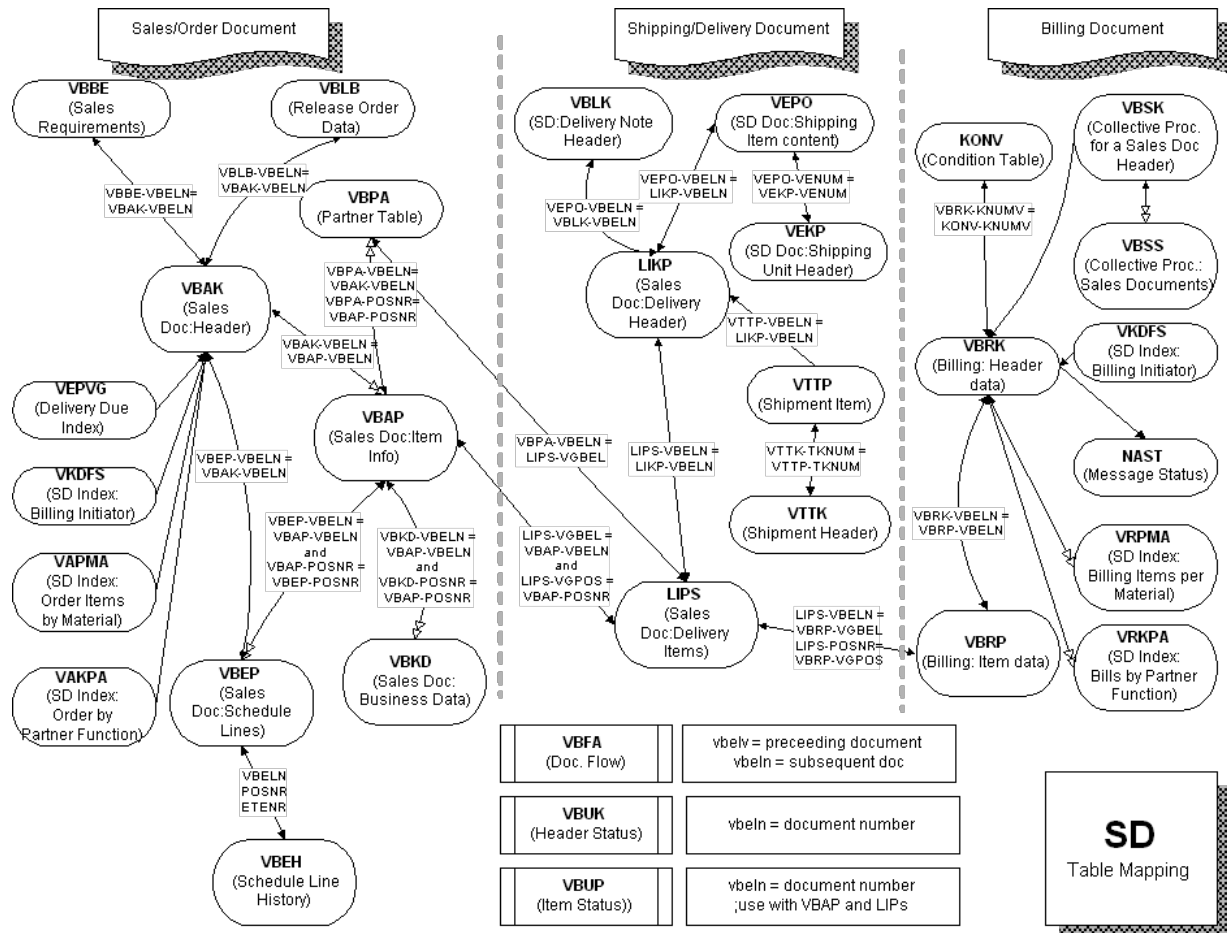 Sales/Order Document
Shipping/Delivery Document
Billing Document
VBBE
(Sales
Requirements)
VBLB
(Release Order
Data)
VBBE-VBELN=
VBAK-VBELN
VBLB-VBELN=
VBAK-VBELN
VBPA
(Partner Table)
VBAK
(Sales
Doc:Header)
VBPA-VBELN=
VBAK-VBELN
VBPA-POSNR=
VBAP-POSNR
VBAK-VBELN =
VBAP-VBELN
VEPVG
(Delivery Due
Index)
VBAP
(Sales Doc:Item
Info)
VBEP-VBELN =
VBAK-VBELN
VKDFS
(SD Index:
Billing Initiator)
VBEP-VBELN =
VBAP-VBELN
and
VBAP-POSNR =
VBEP-POSNR
VBKD-VBELN =
VBAP-VBELN
and
VBKD-POSNR =
VBAP-POSNR
VAPMA
(SD Index:
Order Items
by Material)
VAKPA
(SD Index:
Order by
Partner Function)
VBEP
(Sales
Doc:Schedule
Lines)
VBKD
(Sales Doc:
Business Data)
VBELN
POSNR
ETENR
VBEH
(Schedule Line
History)
VBLK
(SD:Delivery Note
Header)
VEPO
(SD Doc:Shipping
Item content)
VEPO-VBELN =
LIKP-VBELN
VEPO-VENUM =
VEKP-VENUM
VEPO-VBELN =
VBLK-VBELN
VEKP
(SD Doc:Shipping
Unit Header)
LIKP
(Sales
Doc:Delivery
Header)
VTTP-VBELN =
LIKP-VBELN
VTTP
(Shipment Item)
VBPA-VBELN =
LIPS-VGBEL
LIPS-VBELN =
LIKP-VBELN
VTTK-TKNUM =
VTTP-TKNUM
VTTK
(Shipment Header)
LIPS-VGBEL =
VBAP-VBELN
and
LIPS-VGPOS =
VBAP-POSNR
LIPS
(Sales
Doc:Delivery
Items)
LIPS-VBELN =
VBRP-VGBEL
LIPS-POSNR=
VBRP-VGPOS
KONV
(Condition Table)
VBSK
(Collective Proc.
for a Sales Doc
Header)
VBRK-KNUMV =
KONV-KNUMV
VBSS
(Collective Proc.:
Sales Documents)
VBRK
(Billing: Header
data)
VKDFS
(SD Index:
Billing Initiator)
NAST
(Message Status)
VBRK-VBELN =
VBRP-VBELN
VRPMA
(SD Index:
Billing Items per
Material)
VBRP
(Billing: Item data)
VRKPA
(SD Index:
Bills by Partner
Function)
VBFA
(Doc. Flow)
vbelv = preceeding document
vbeln = subsequent doc
VBUK
(Header Status)
vbeln = document number
VBUP
(Item Status))
vbeln = document number
;use with VBAP and LIPs
SD
Table Mapping